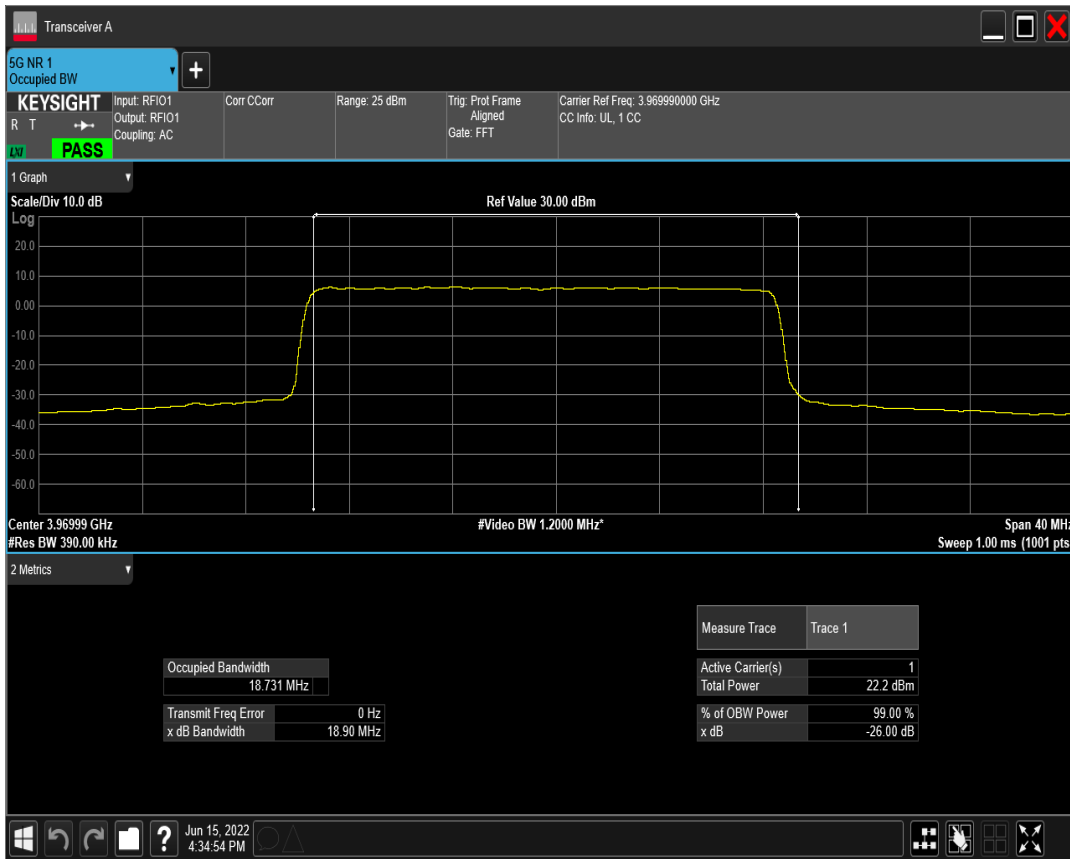 Transceiver A
5G NR 1
Occupied BW
KEYSIGHT
R T
LXI
PASS
Input: RFIO1
Output: RFIO1
Coupling: AC
Corr CCorr
Range: 25 dBm
Trig: Prot Frame
Aligned
Gate: FFT
Carrier Ref Freq: 3.969990000 GHz
CC Info: UL, 1 CC
1 Graph
Scale/Div 10.0 dB
Ref Value 30.00 dBm
Log
20.0
10.0
0.00
-10.0
-20.0
-30.0
-40.0
-50.0
-60.0
Center 3.96999 GHz
#Video BW 1.2000 MHz*
Span 40 MHz
#Res BW 390.00 kHz
Sweep 1.00 ms (1001 pts
2 Metrics
Measure Trace Trace 1
Occupied Bandwidth
18.731 MHz
Active Carrier(s) 1
Total Power 22.2 dBm
Transmit Freq Error 0 Hz
x dB Bandwidth 18.90 MHz
% of OBW Power 99.00 %
x dB -26.00 dB
?
Jun 15, 2022
4:34:54 PM